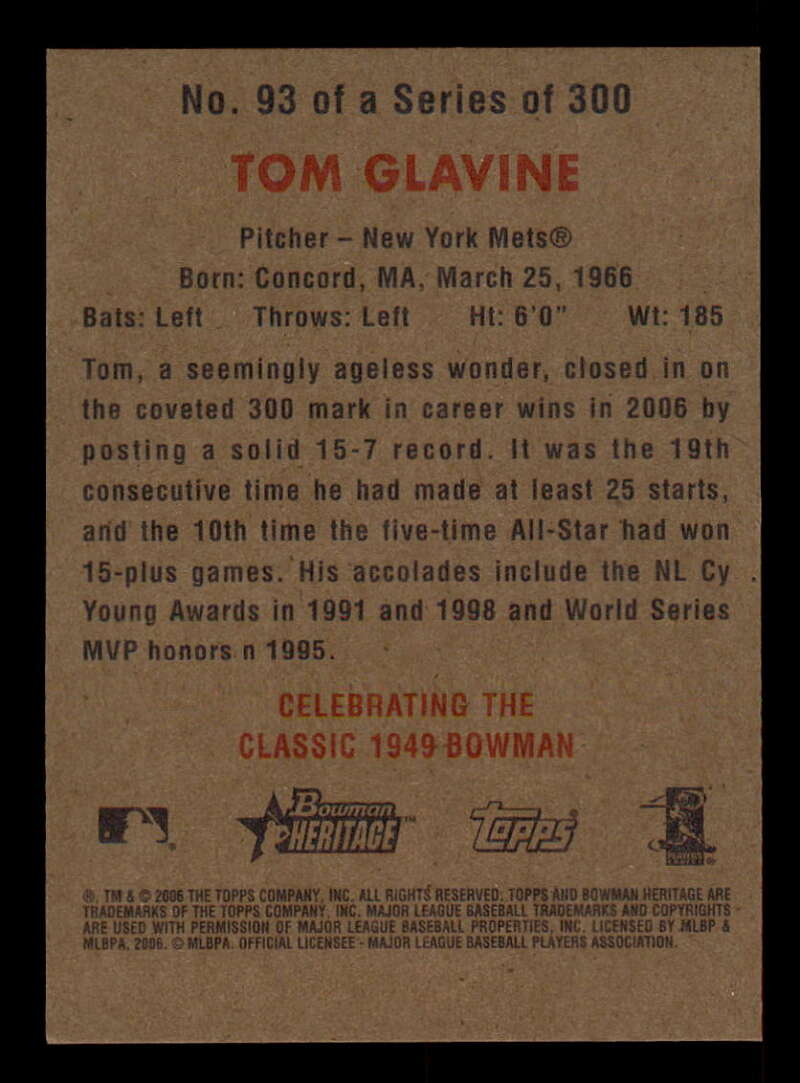 No. 93 of a Series of 300
TOM GLAVINE
Pitcher – New York Mets®
Born: Concord, MA, March 25, 1966
Bats: Left Throws: Left Ht: 6'0" Wt: 185
Tom, a seemingly ageless wonder, closed in on
the coveted 300 mark in career wins in 2006 by
posting a solid 15-7 record. It was the 19th
consecutive time he had made at least 25 starts,
and the 10th time the five-time All-Star had won
15-plus games. His accolades include the NL Cy
Young Awards in 1991 and 1998 and World Series
MVP honors n 1995.
CELEBRATING THE
CLASSIC 1949 BOWMAN
Bowman HERITAGE™ Topps®
®, TM & © 2006 THE TOPPS COMPANY, INC. ALL RIGHTS RESERVED. TOPPS AND BOWMAN HERITAGE ARE
TRADEMARKS OF THE TOPPS COMPANY, INC. MAJOR LEAGUE BASEBALL TRADEMARKS AND COPYRIGHTS
ARE USED WITH PERMISSION OF MAJOR LEAGUE BASEBALL PROPERTIES, INC. LICENSED BY MLBP &
MLBPA. 2006. © MLBPA. OFFICIAL LICENSEE - MAJOR LEAGUE BASEBALL PLAYERS ASSOCIATION.